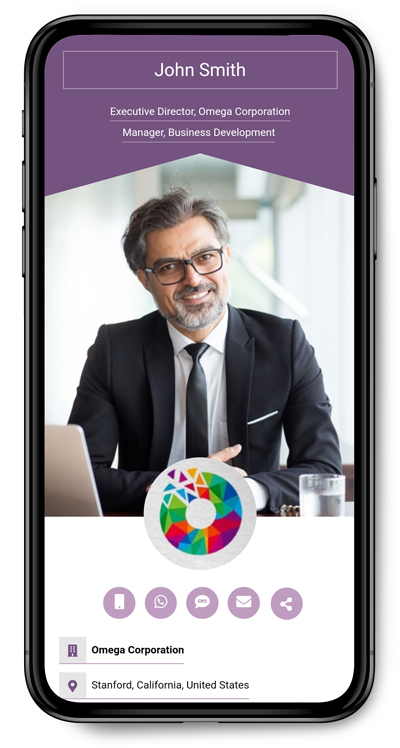 John Smith
Executive Director, Omega Corporation
Manager, Business Development
SMS
Omega Corporation
Stanford, California, United States